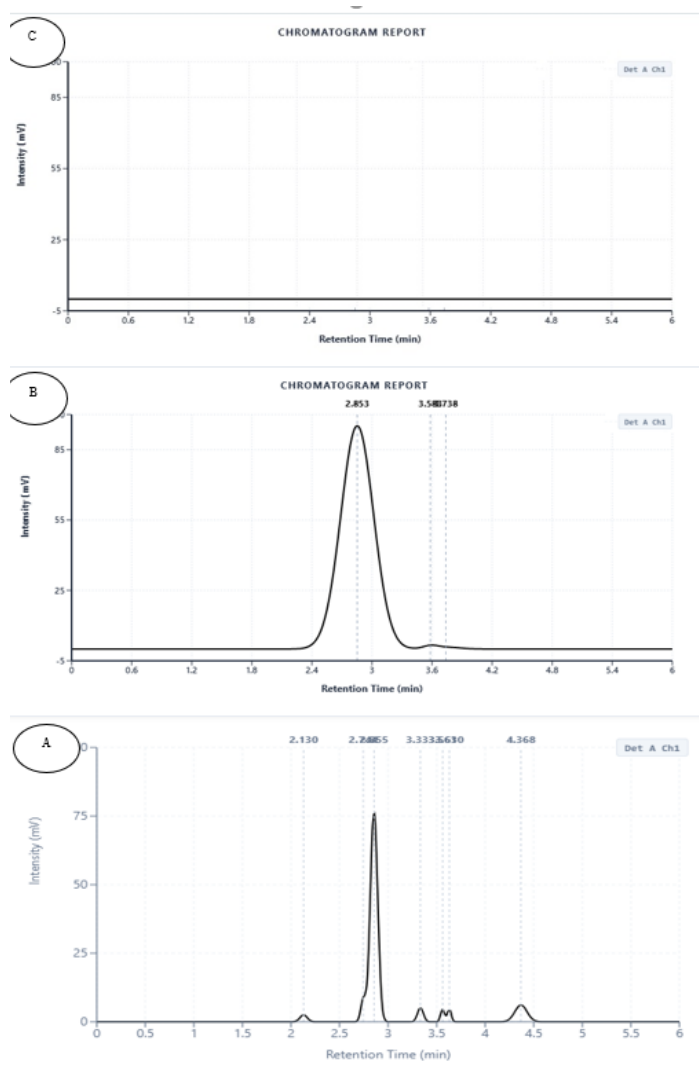 C
CHROMATOGRAM REPORT
Det A Ch1
85
55
25
-5
Intensity (mV)
0 0.6 1.2 1.8 2.4 3 3.6 4.2 4.8 5.4 6
Retention Time (min)
B
CHROMATOGRAM REPORT
2.853 3.738
Det A Ch1
85
55
25
-5
Intensity (mV)
0 0.6 1.2 1.8 2.4 3 3.6 4.2 4.8 5.4 6
Retention Time (min)
A
2.130 3.333 4.368
Det A Ch1
75
50
25
0
Intensity (mV)
0 0.5 1 1.5 2 2.5 3 3.5 4 4.5 5 5.5 6
Retention Time (min)